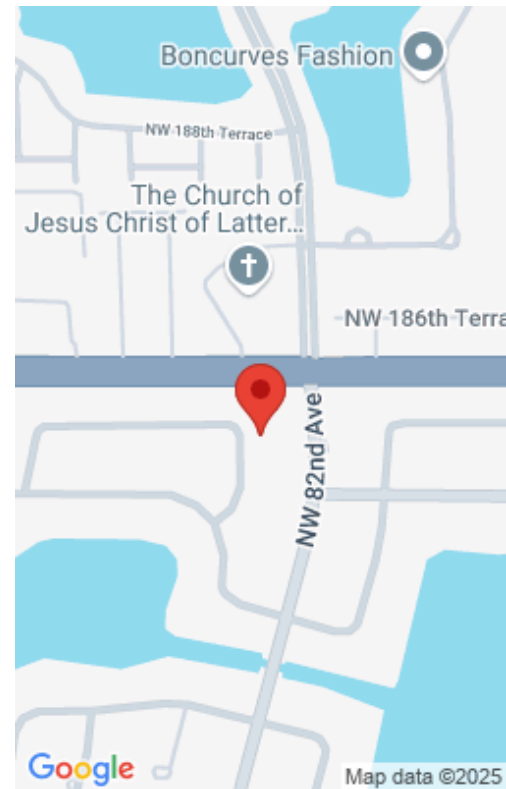 Boncurves Fashion
NW 188th Terrace
The Church of
Jesus Christ of Latter...
NW 186th Terra
NW 82nd Ave
Google
Map data ©2025